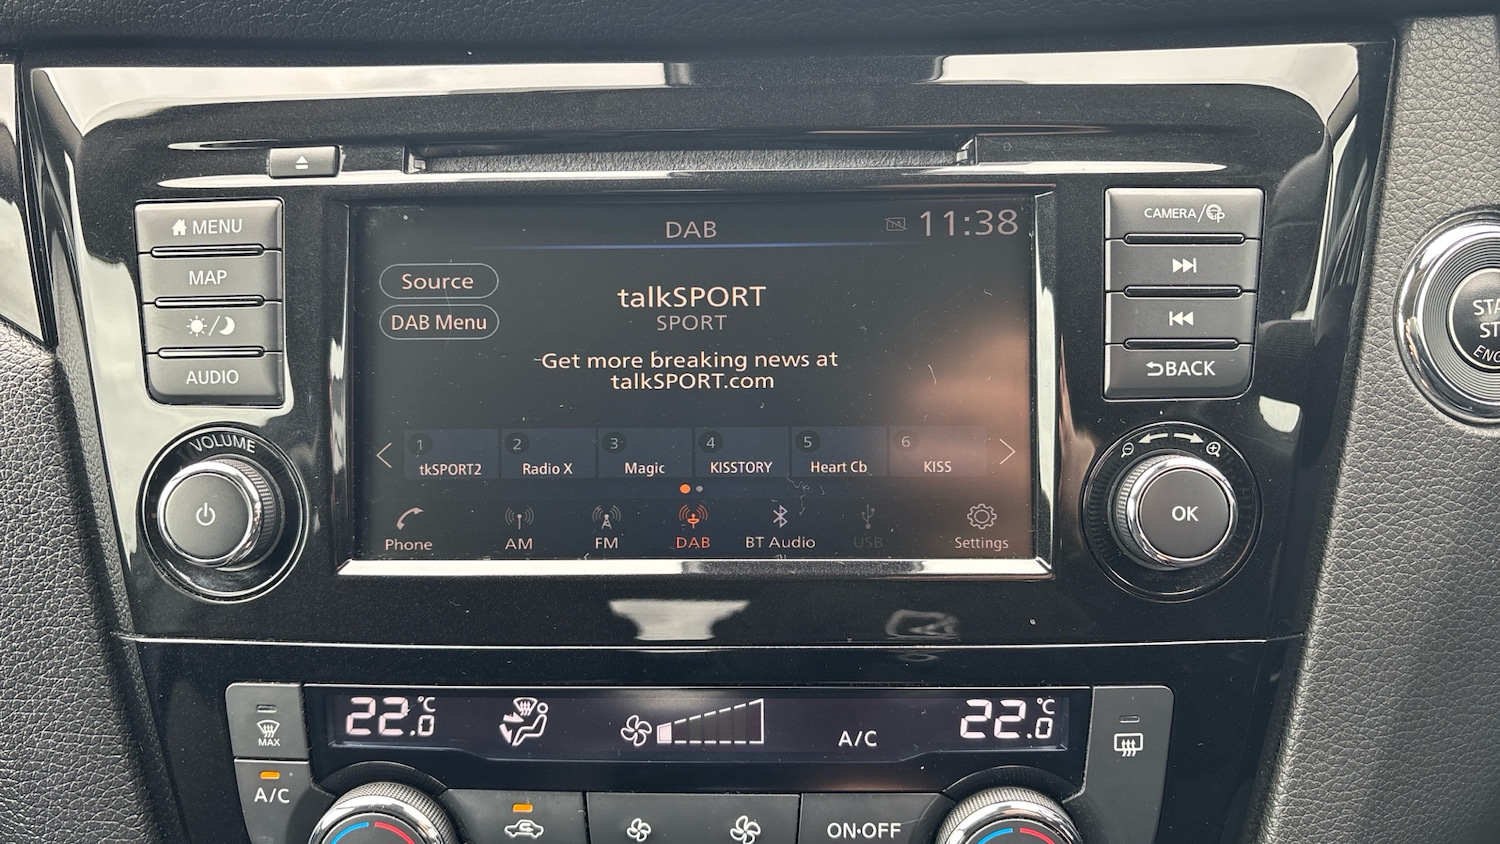 MENU
MAP
AUDIO
VOLUME
DAB
11:38
Source
DAB Menu
talkSPORT
SPORT
Get more breaking news at
talkSPORT.com
1
2
3
4
5
6
tkSPORT2
Radio X
Magic
KISSTORY
Heart Cb
KISS
Phone
AM
FM
DAB
BT Audio
USB
Settings
CAMERA/
BACK
OK
22.0°C
A/C
22.0°C
MAX
A/C
ON·OFF